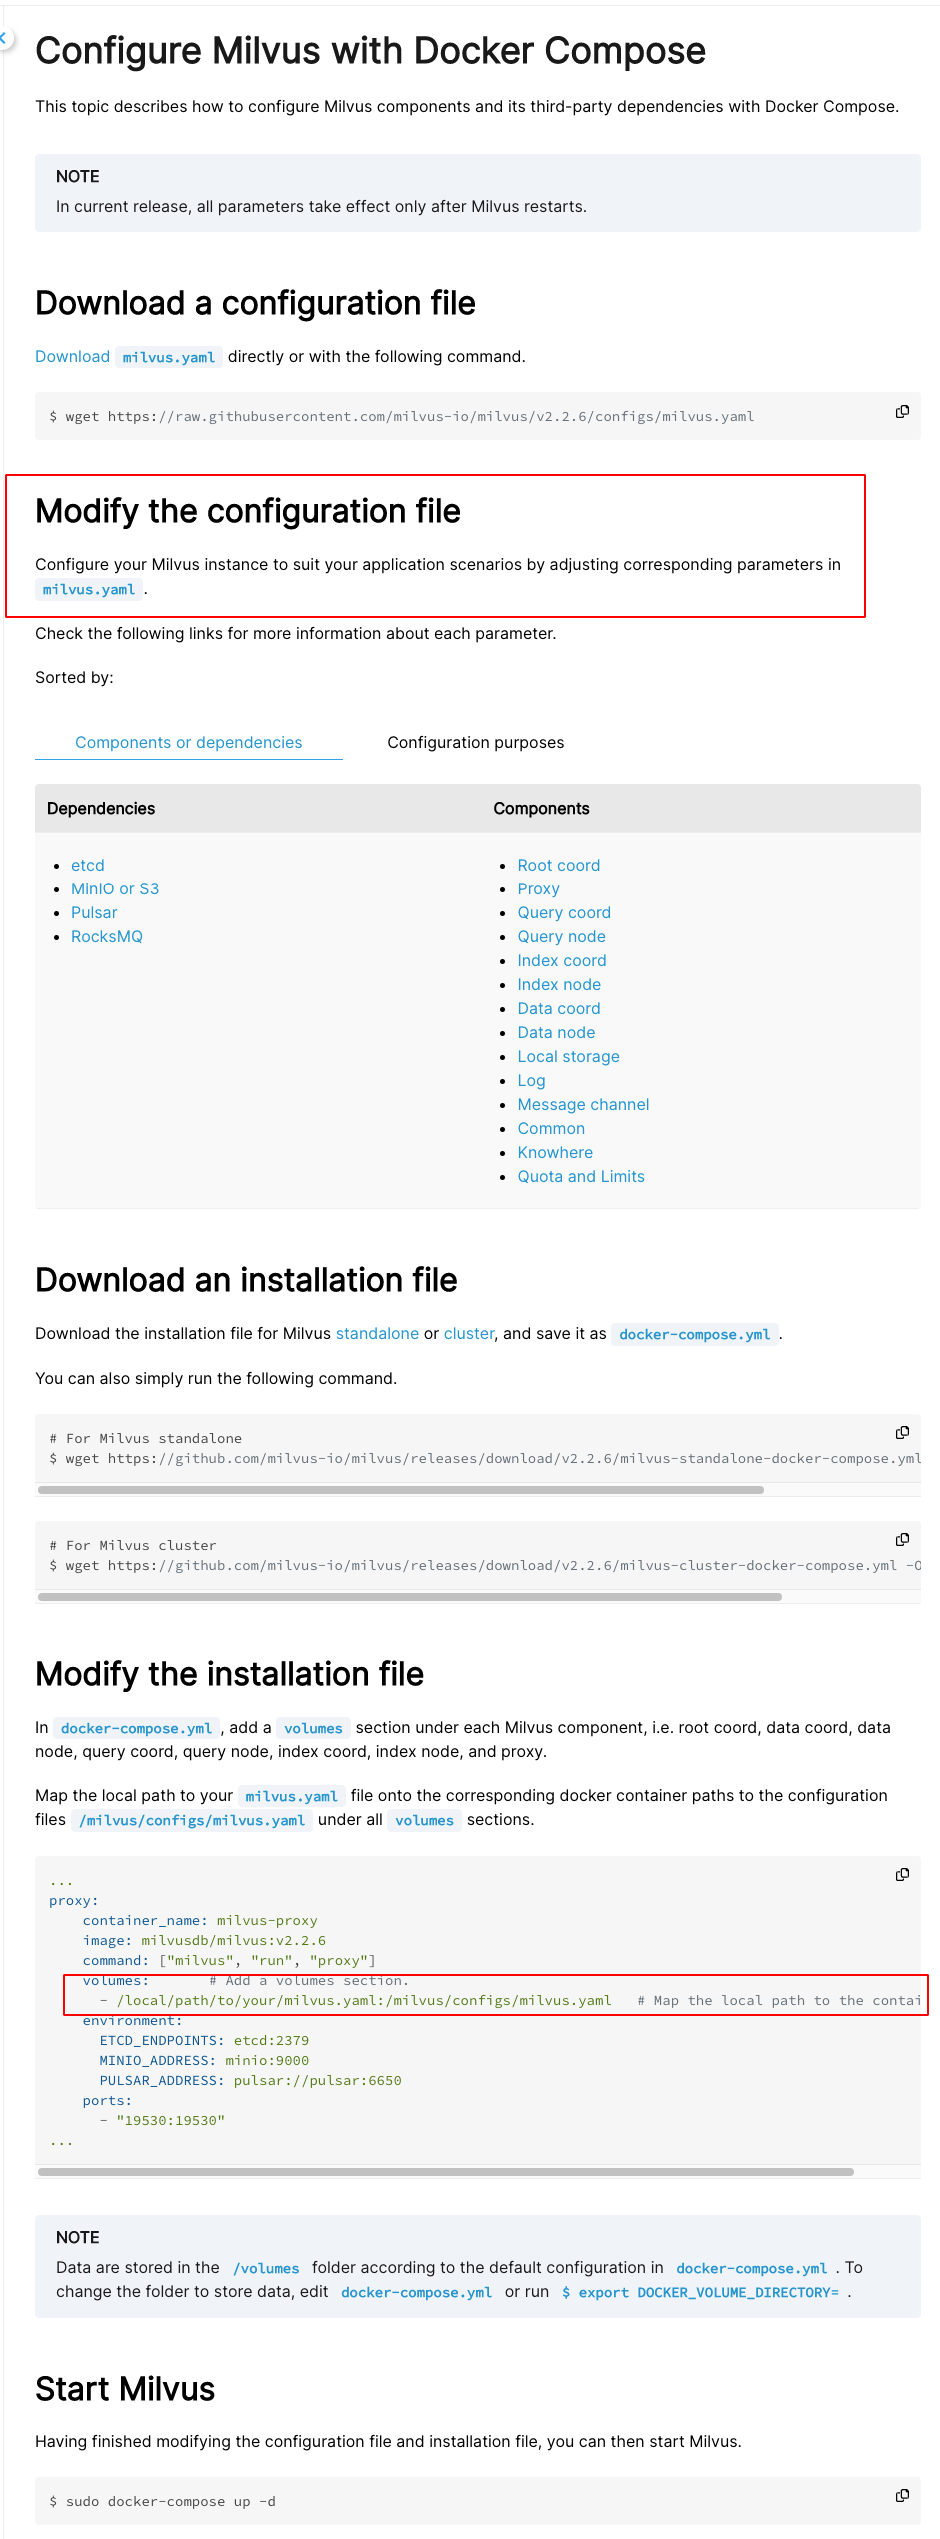 Configure Milvus with Docker Compose
This topic describes how to configure Milvus components and its third-party dependencies with Docker Compose.
NOTE
In current release, all parameters take effect only after Milvus restarts.
Download a configuration file
Download milvus.yaml directly or with the following command.
$ wget https://raw.githubusercontent.com/milvus-io/milvus/v2.2.6/configs/milvus.yaml
Modify the configuration file
Configure your Milvus instance to suit your application scenarios by adjusting corresponding parameters in
milvus.yaml.
Check the following links for more information about each parameter.
Sorted by:
Components or dependencies Configuration purposes
Dependencies Components
• etcd
• MinIO or S3
• Pulsar
• RocksMQ
• Root coord
• Proxy
• Query coord
• Query node
• Index coord
• Index node
• Data coord
• Data node
• Local storage
• Log
• Message channel
• Common
• Knowhere
• Quota and Limits
Download an installation file
Download the installation file for Milvus standalone or cluster, and save it as docker-compose.yml.
You can also simply run the following command.
# For Milvus standalone
$ wget https://github.com/milvus-io/milvus/releases/download/v2.2.6/milvus-standalone-docker-compose.yml
# For Milvus cluster
$ wget https://github.com/milvus-io/milvus/releases/download/v2.2.6/milvus-cluster-docker-compose.yml -O
Modify the installation file
In docker-compose.yml, add a volumes section under each Milvus component, i.e. root coord, data coord, data
node, query coord, query node, index coord, index node, and proxy.
Map the local path to your milvus.yaml file onto the corresponding docker container paths to the configuration
files /milvus/configs/milvus.yaml under all volumes sections.
...
proxy:
    container_name: milvus-proxy
    image: milvusdb/milvus:v2.2.6
    command: ["milvus", "run", "proxy"]
    volumes:       # Add a volumes section.
      - /local/path/to/your/milvus.yaml:/milvus/configs/milvus.yaml   # Map the local path to the contai
    environment:
      ETCD_ENDPOINTS: etcd:2379
      MINIO_ADDRESS: minio:9000
      PULSAR_ADDRESS: pulsar://pulsar:6650
    ports:
      - "19530:19530"
...
NOTE
Data are stored in the /volumes folder according to the default configuration in docker-compose.yml. To
change the folder to store data, edit docker-compose.yml or run $ export DOCKER_VOLUME_DIRECTORY=.
Start Milvus
Having finished modifying the configuration file and installation file, you can then start Milvus.
$ sudo docker-compose up -d